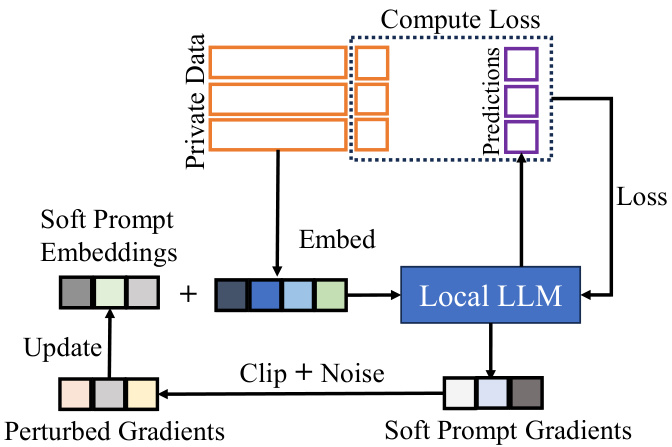 Compute Loss
Private Data
Predictions
Loss
Soft Prompt
Embeddings
Embed
+
Local LLM
Update
Clip + Noise
Perturbed Gradients
Soft Prompt Gradients